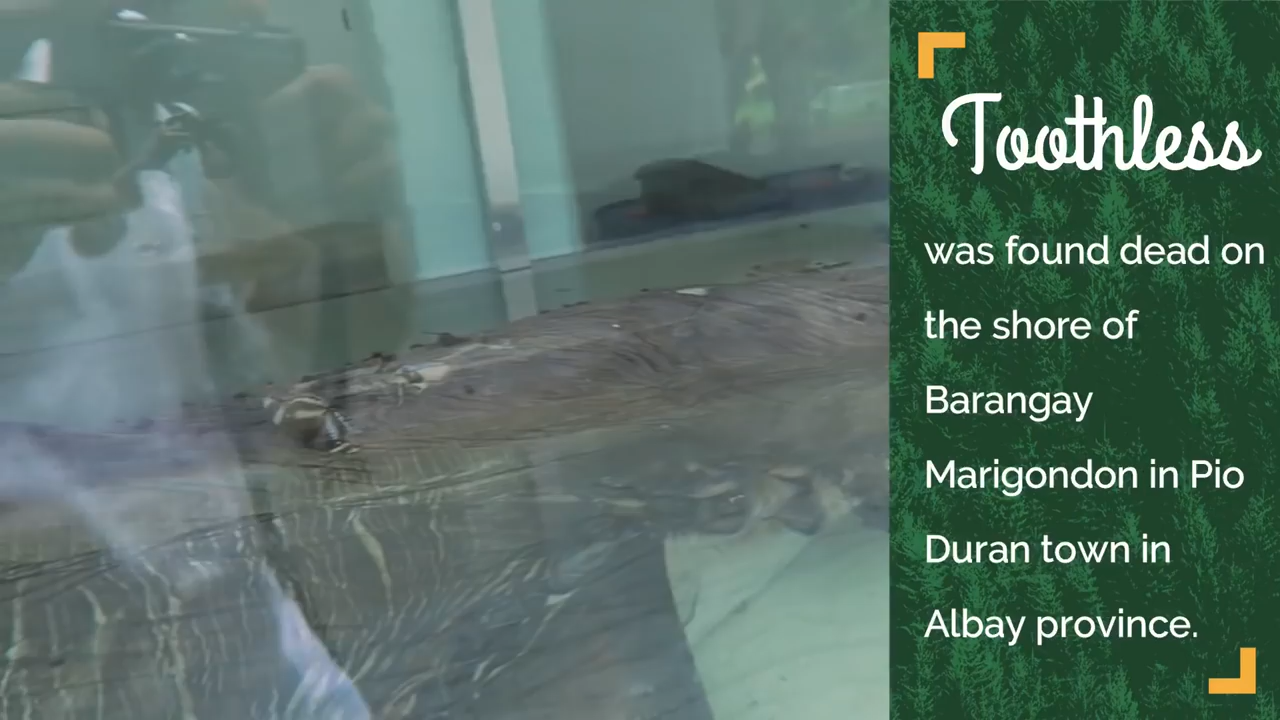 Toothless
was found dead on
the shore of
Barangay
Marigondon in Pio
Duran town in
Albay province.